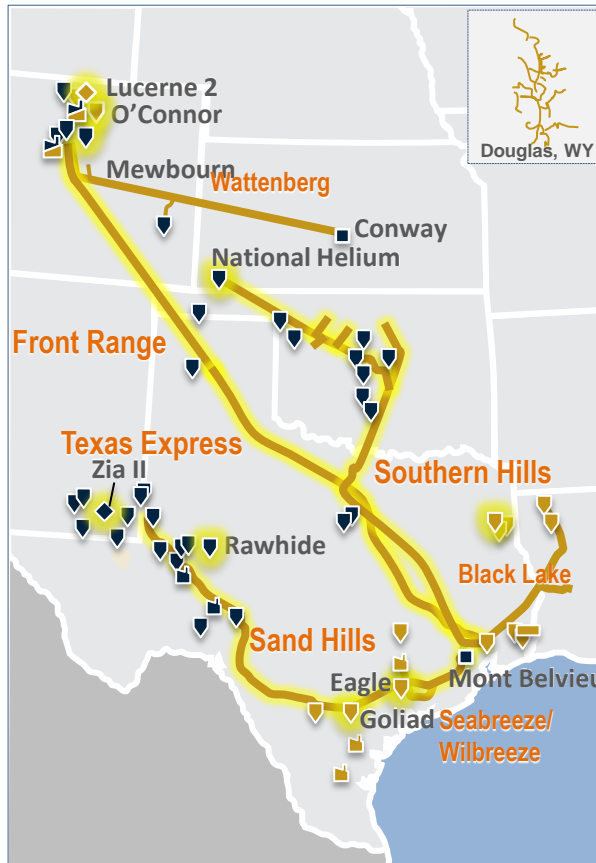 Lucerne 2
O’Connor
Douglas, WY
Mewbourn
Wattenberg
Conway
National Helium
Front Range
Texas Express
Zia II
Southern Hills
Rawhide
Black Lake
Sand Hills
Eagle
Mont Belvieu
Goliad
Seabreeze/
Wilbreeze